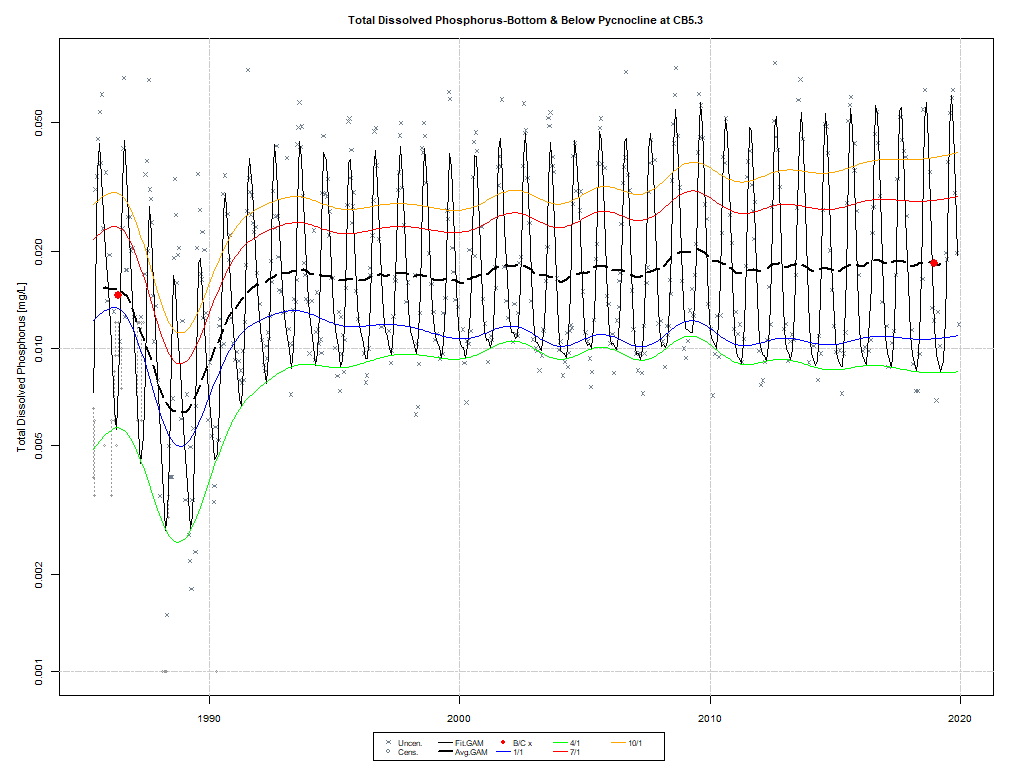 Total Dissolved Phosphorus-Bottom & Below Pycnocline at CB5.3
Total Dissolved Phosphorus [mg/L]
0.050
0.020
0.010
0.005
0.002
0.001
1990 2000 2010 2020
Uncen. Fit.GAM B/C x 4/1 10/1
Cens. Avg.GAM 1/1 7/1